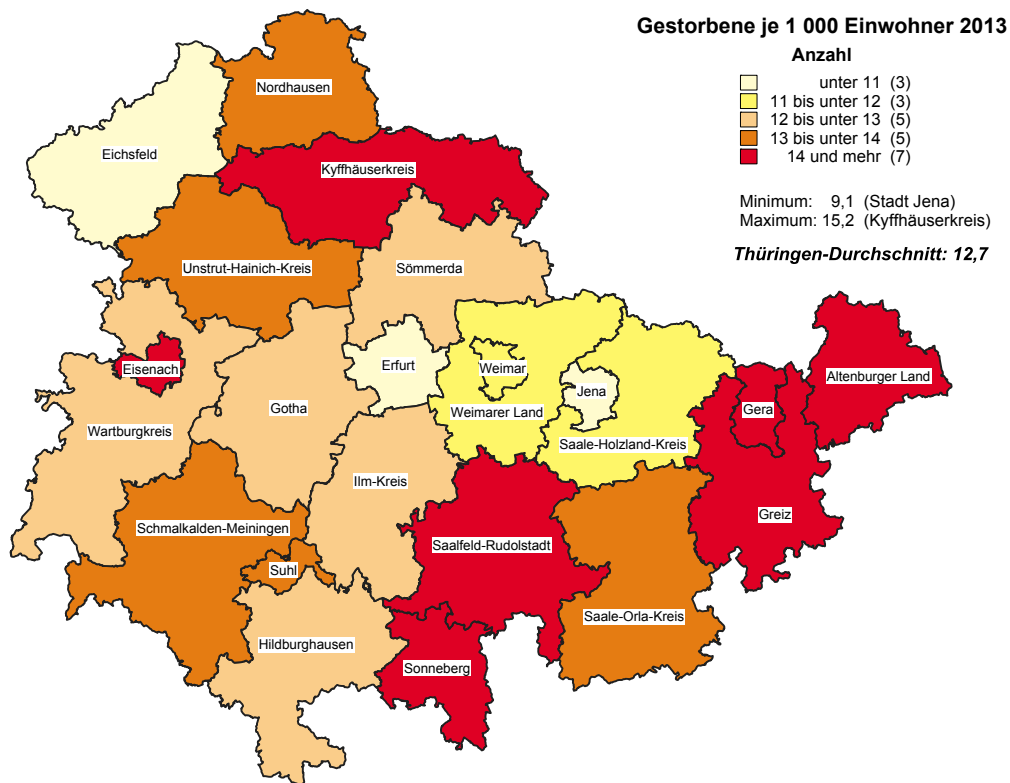 Gestorbene je 1 000 Einwohner 2013
Anzahl
unter 11 (3)
11 bis unter 12 (3)
12 bis unter 13 (5)
13 bis unter 14 (5)
14 und mehr (7)
Minimum: 9,1 (Stadt Jena)
Maximum: 15,2 (Kyffhäuserkreis)
Thüringen-Durchschnitt: 12,7
Nordhausen
Eichsfeld
Kyffhäuserkreis
Unstrut-Hainich-Kreis
Sömmerda
Eisenach
Erfurt
Weimar
Jena
Altenburger Land
Gotha
Weimarer Land
Gera
Wartburgkreis
Saale-Holzland-Kreis
Ilm-Kreis
Greiz
Schmalkalden-Meiningen
Saalfeld-Rudolstadt
Suhl
Saale-Orla-Kreis
Hildburghausen
Sonneberg